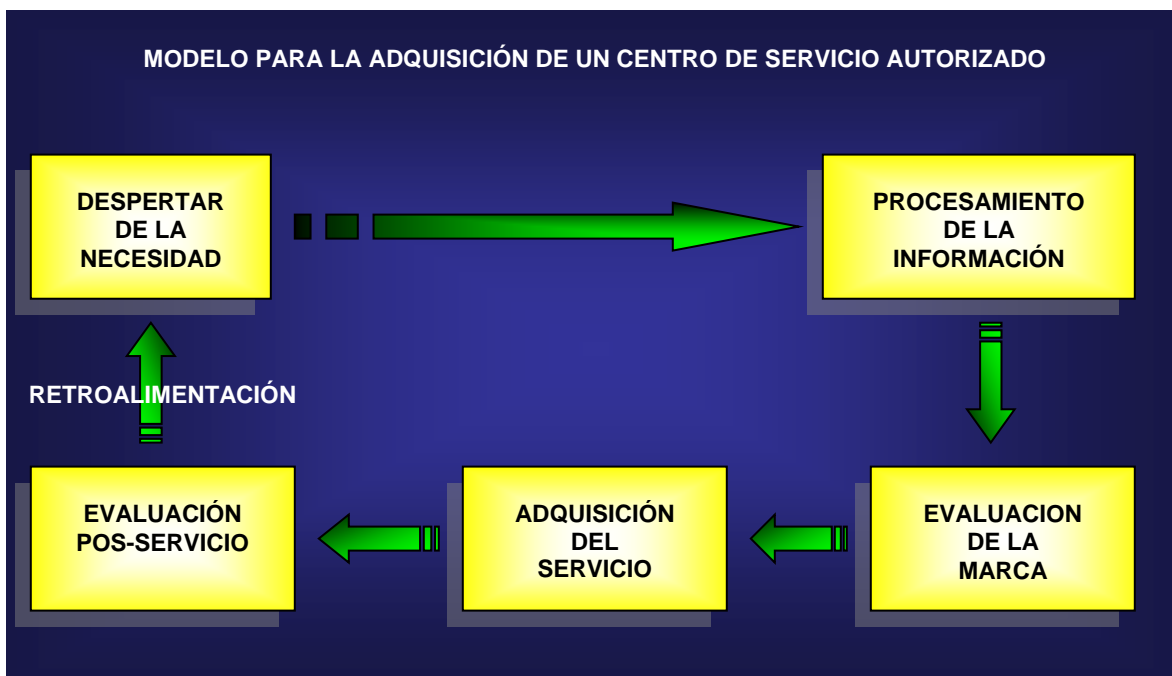 MODELO PARA LA ADQUISICIÓN DE UN CENTRO DE SERVICIO AUTORIZADO
DESPERTAR
DE LA
NECESIDAD
PROCESAMIENTO
DE LA
INFORMACIÓN
RETROALIMENTACIÓN
EVALUACIÓN
POS-SERVICIO
ADQUISICIÓN
DEL
SERVICIO
EVALUACION
DE LA
MARCA